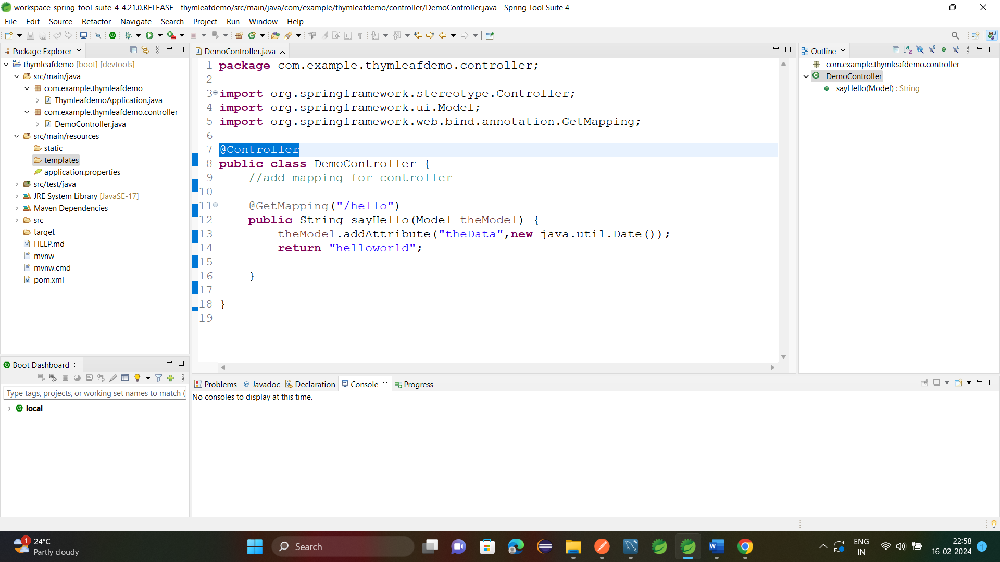 workspace-spring-tool-suite-4-4.21.0.RELEASE - thymleafdemo/src/main/java/com/example/thymleafdemo/controller/DemoController.java - Spring Tool Suite 4
File Edit Source Refactor Navigate Search Project Run Window Help
Package Explorer
thymleafdemo [boot] [devtools]
src/main/java
com.example.thymleafdemo
ThymleafdemoApplication.java
com.example.thymleafdemo.controller
DemoController.java
src/main/resources
static
templates
application.properties
src/test/java
JRE System Library [JavaSE-17]
Maven Dependencies
src
target
HELP.md
mvnw
mvnw.cmd
pom.xml
DemoController.java
1 package com.example.thymleafdemo.controller;
2
3 import org.springframework.stereotype.Controller;
4 import org.springframework.ui.Model;
5 import org.springframework.web.bind.annotation.GetMapping;
6
7 @Controller
8 public class DemoController {
9 //add mapping for controller
10
11 @GetMapping("/hello")
12 public String sayHello(Model theModel) {
13 theModel.addAttribute("theData",new java.util.Date());
14 return "helloworld";
15
16 }
17
18 }
19
Outline
com.example.thymleafdemo.controller
DemoController
sayHello(Model) : String
Boot Dashboard
Type tags, projects, or working set names to match (
local
Problems @ Javadoc Declaration Console Progress
No consoles to display at this time.
1
24°C
Partly cloudy
Search
ENG
IN
22:58
16-02-2024
1